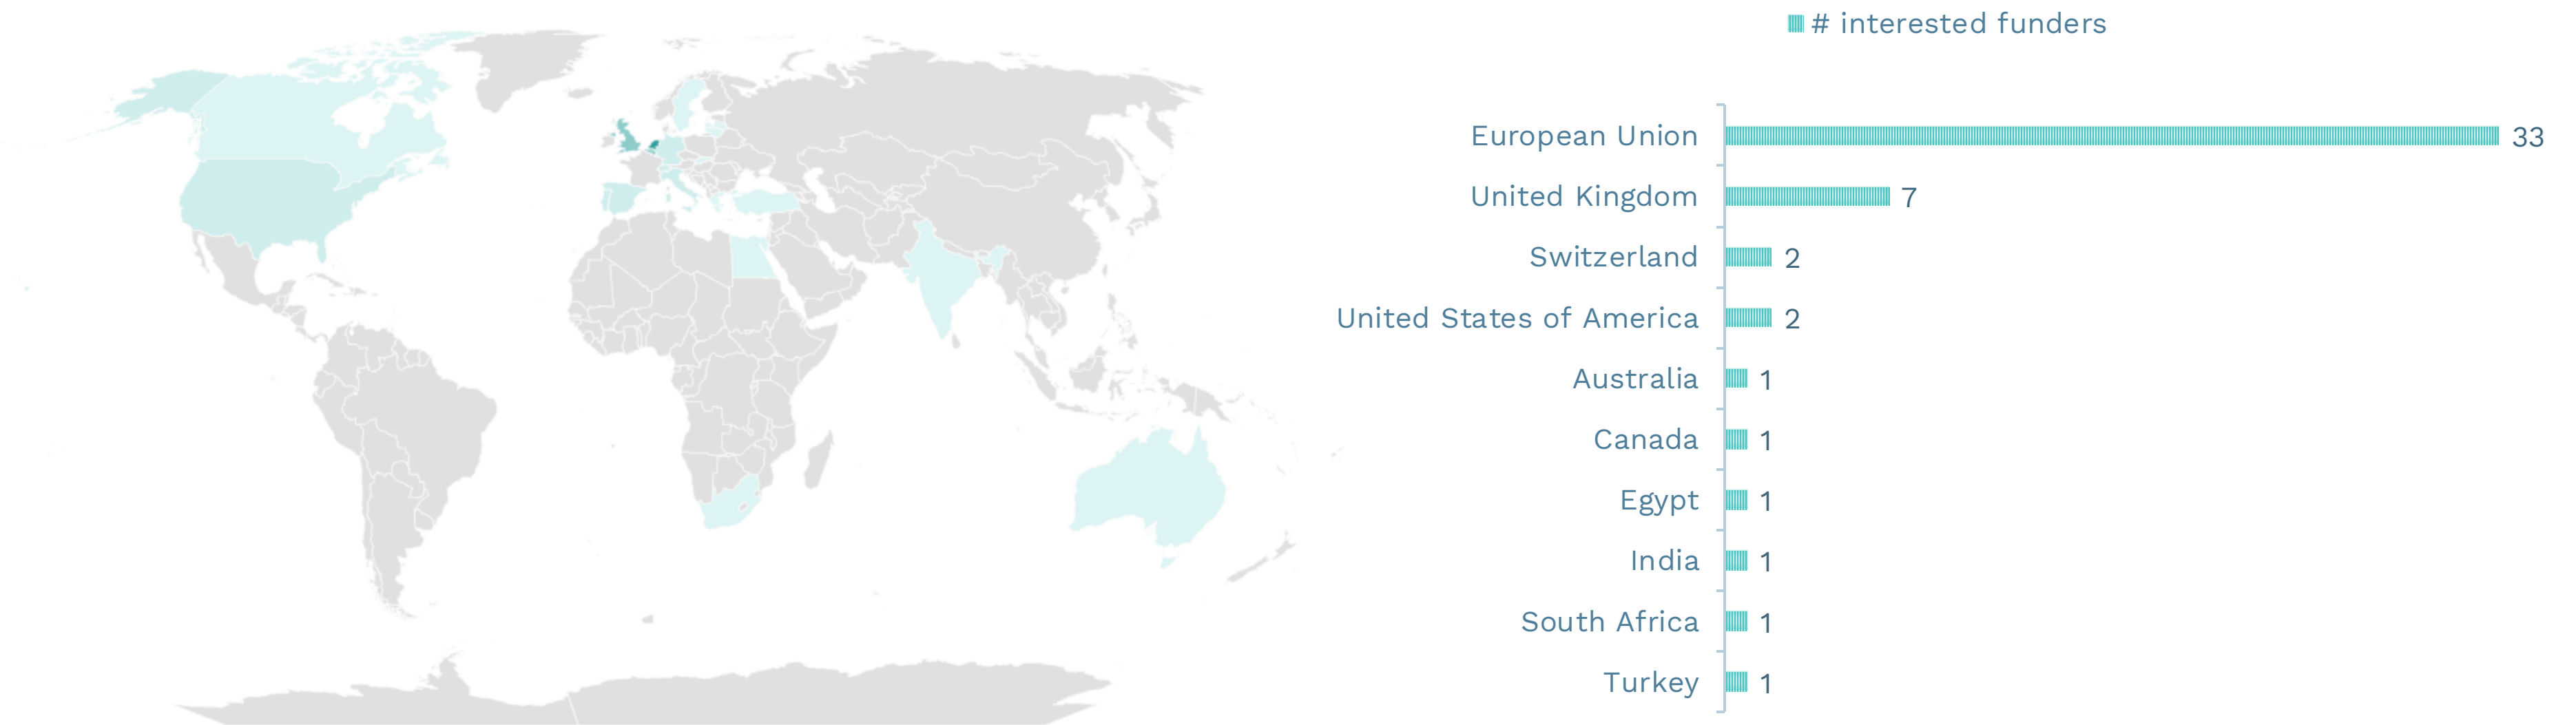 # interested funders
European Union 33
United Kingdom 7
Switzerland 2
United States of America 2
Australia 1
Canada 1
Egypt 1
India 1
South Africa 1
Turkey 1